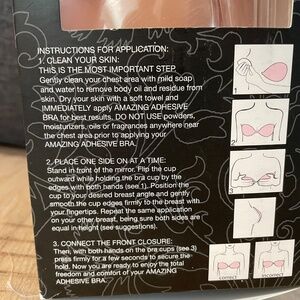 INSTRUCTIONS FOR APPLICATION:
1. CLEAN YOUR SKIN:
THIS IS THE MOST IMPORTANT STEP
Gently clean your chest area with mild soap
and water to remove body oil and residue from
skin. Dry your skin with a soft towel and
IMMEDIATELY apply AMAZING ADHESIVE
BRA for best results. DO NOT USE powders,
moisturizers, oils or fragrances anywhere near
the chest area prior to applying your
AMAZING ADHESIVE BRA.
2. PLACE ONE SIDE ON AT A TIME:
Stand in front of the mirror. Flip the cup
outward while holding the bra cup by the
edges with both hands (see 1). Position the
cup to your desired breast angle and gently
smooth the cup edges firmly to the breast with
your fingertips. Repeat the same application
on your other breast, being sure both sides are
equal in height (see suggestions).
3. CONNECT THE FRONT CLOSURE:
Then, with both hands on the bra cups (see 3)
press firmly for a few seconds to secure the
hold. Now you are ready to enjoy the total
freedom and comfort of your AMAZING
ADHESIVE BRA.
correct
incorrect